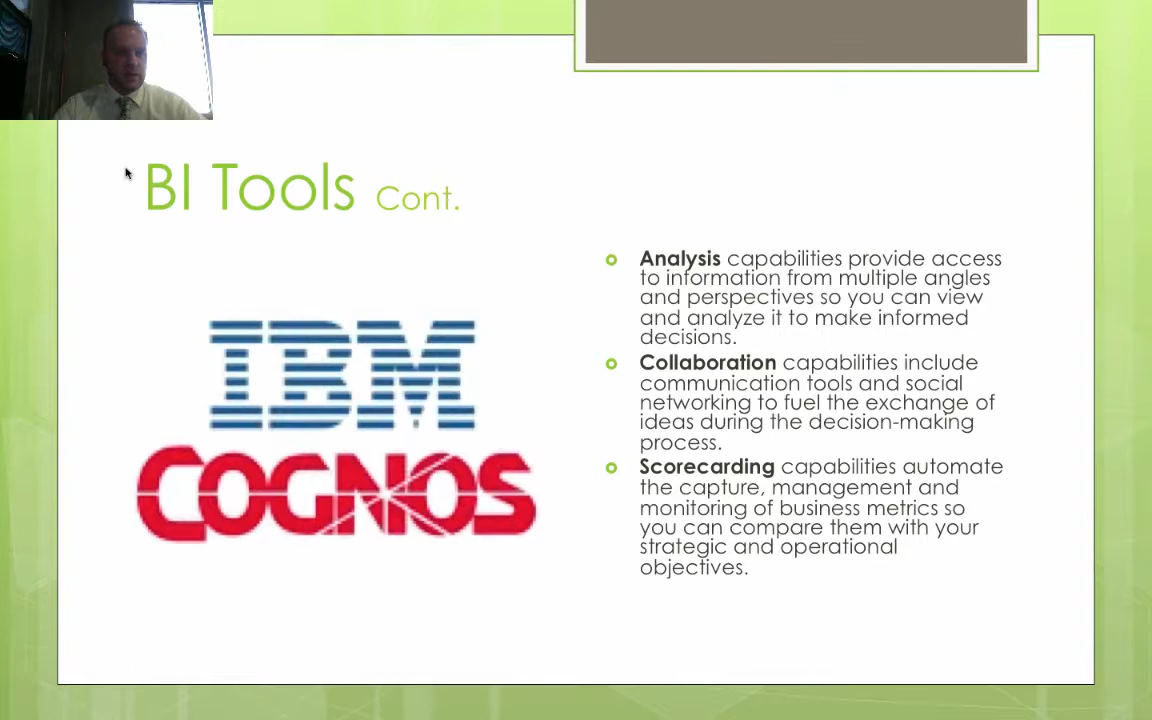 BI Tools Cont.
IBM
COGNOS
Analysis capabilities provide access
to information from multiple angles
and perspectives so you can view
and analyze it to make informed
decisions.
Collaboration capabilities include
communication tools and social
networking to fuel the exchange of
ideas during the decision-making
process.
Scorecarding capabilities automate
the capture, management and
monitoring of business metrics so
you can compare them with your
strategic and operational
objectives.